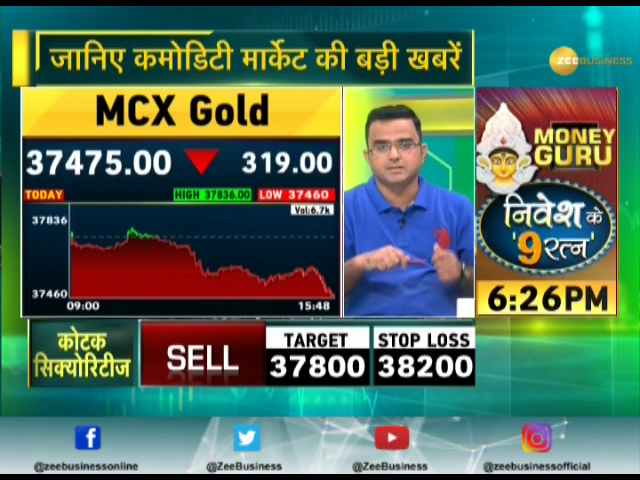 जानिए कमोडिटी मार्केट की बड़ी खबरें
ZEEBUSINESS
MCX Gold
37475.00 319.00
TODAY HIGH 37836.00 LOW 37460
Vol:6.7k
37836
37460
09:00 15:48
MONEY
GURU
निवेश के
'9 रत्न'
6:26PM
कोटक
सिक्योरिटीज
SELL
TARGET
37800
STOP LOSS
38200
@zeebusinessonline @ZeeBusiness @ZeeBusiness @zeebusinessofficial